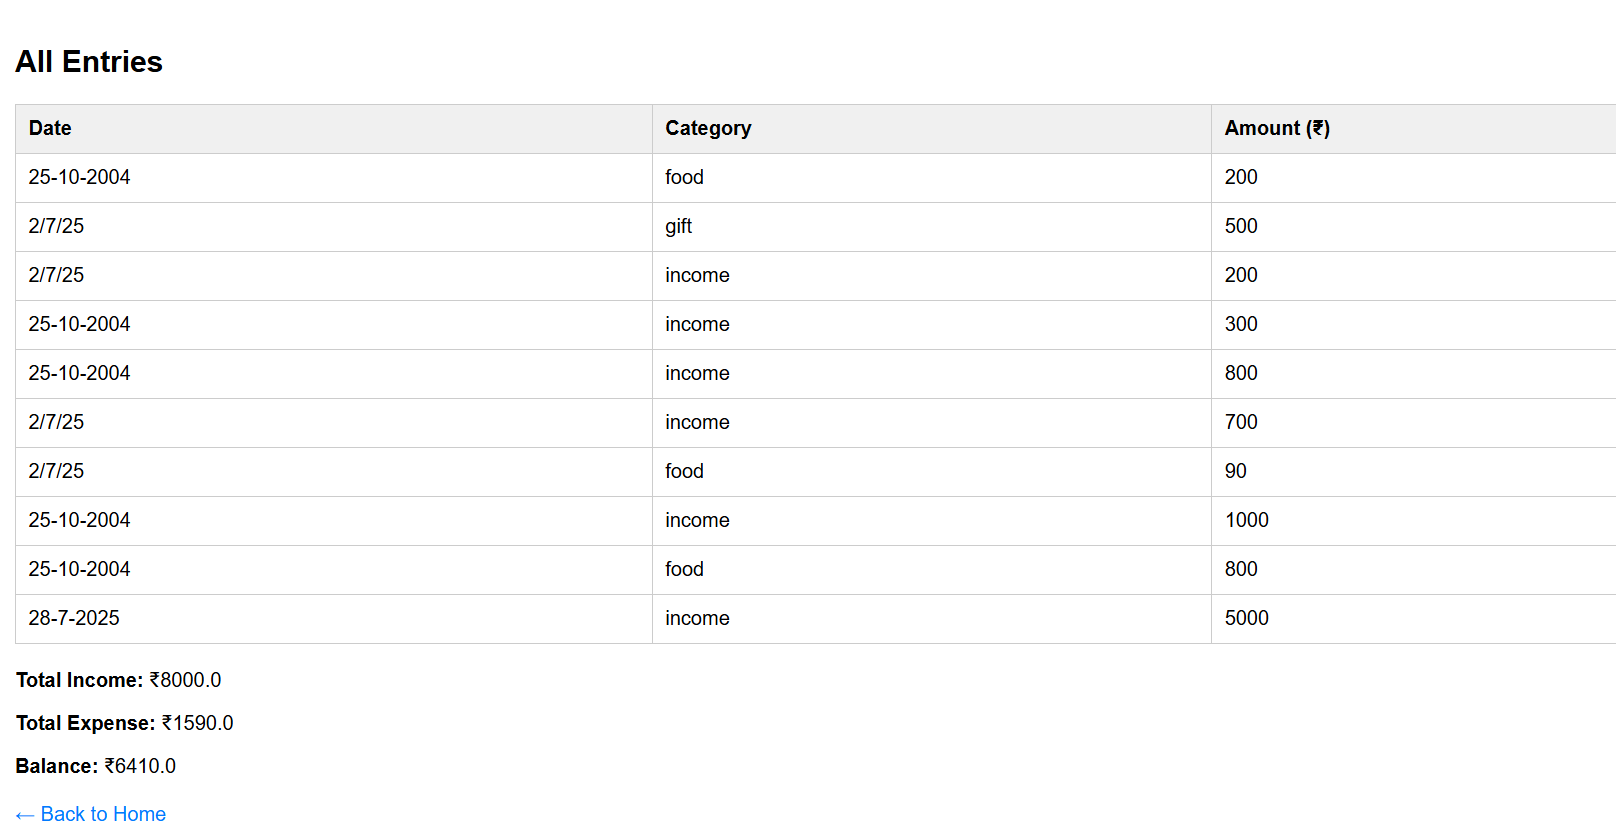 All Entries
Date Category Amount (₹)
25-10-2004 food 200
2/7/25 gift 500
2/7/25 income 200
25-10-2004 income 300
25-10-2004 income 800
2/7/25 income 700
2/7/25 food 90
25-10-2004 income 1000
25-10-2004 food 800
28-7-2025 income 5000
Total Income: ₹8000.0
Total Expense: ₹1590.0
Balance: ₹6410.0
← Back to Home